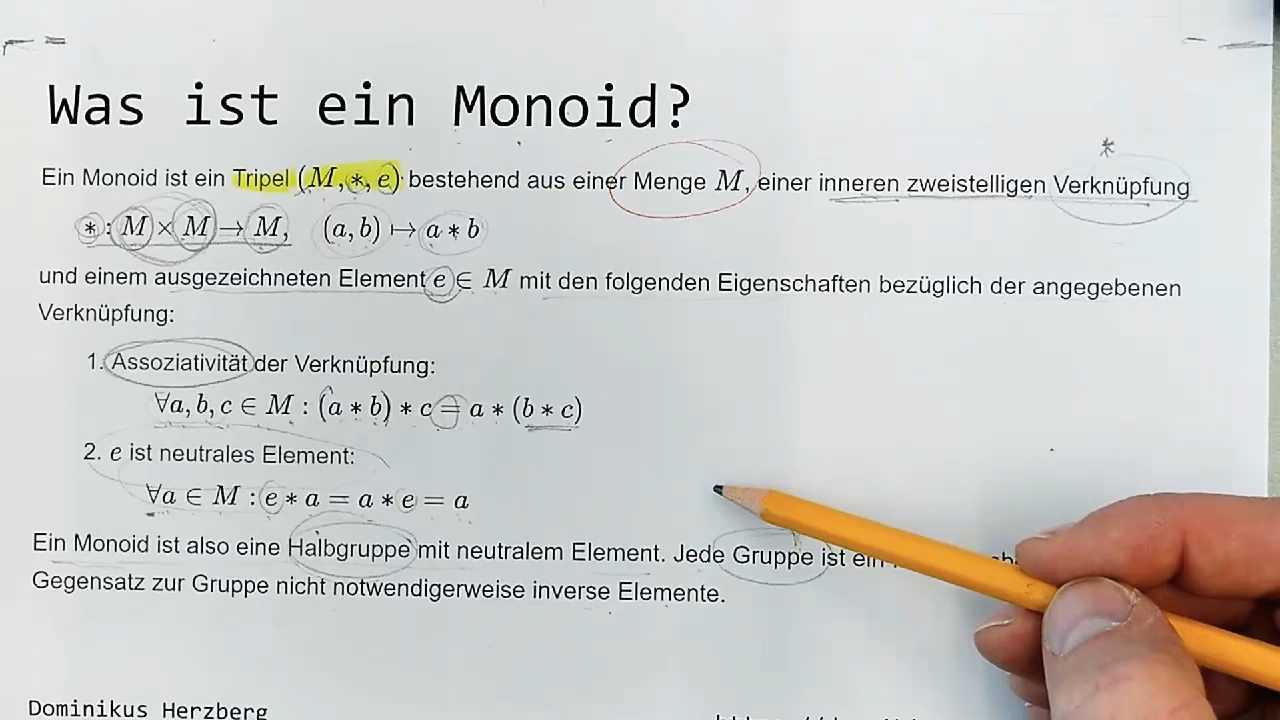 *
Was ist ein Monoid?
Ein Monoid ist ein Tripel (M, *, e) bestehend aus einer Menge M, einer inneren zweistelligen Verknüpfung
* : M × M → M, (a, b) ↦ a * b
und einem ausgezeichneten Element e ∈ M mit den folgenden Eigenschaften bezüglich der angegebenen
Verknüpfung:
1. Assoziativität der Verknüpfung:
∀a, b, c ∈ M : (a * b) * c = a * (b * c)
2. e ist neutrales Element:
∀a ∈ M : e * a = a * e = a
Ein Monoid ist also eine Halbgruppe mit neutralem Element. Jede Gruppe ist ein
Gegensatz zur Gruppe nicht notwendigerweise inverse Elemente.
Dominikus Herzberg